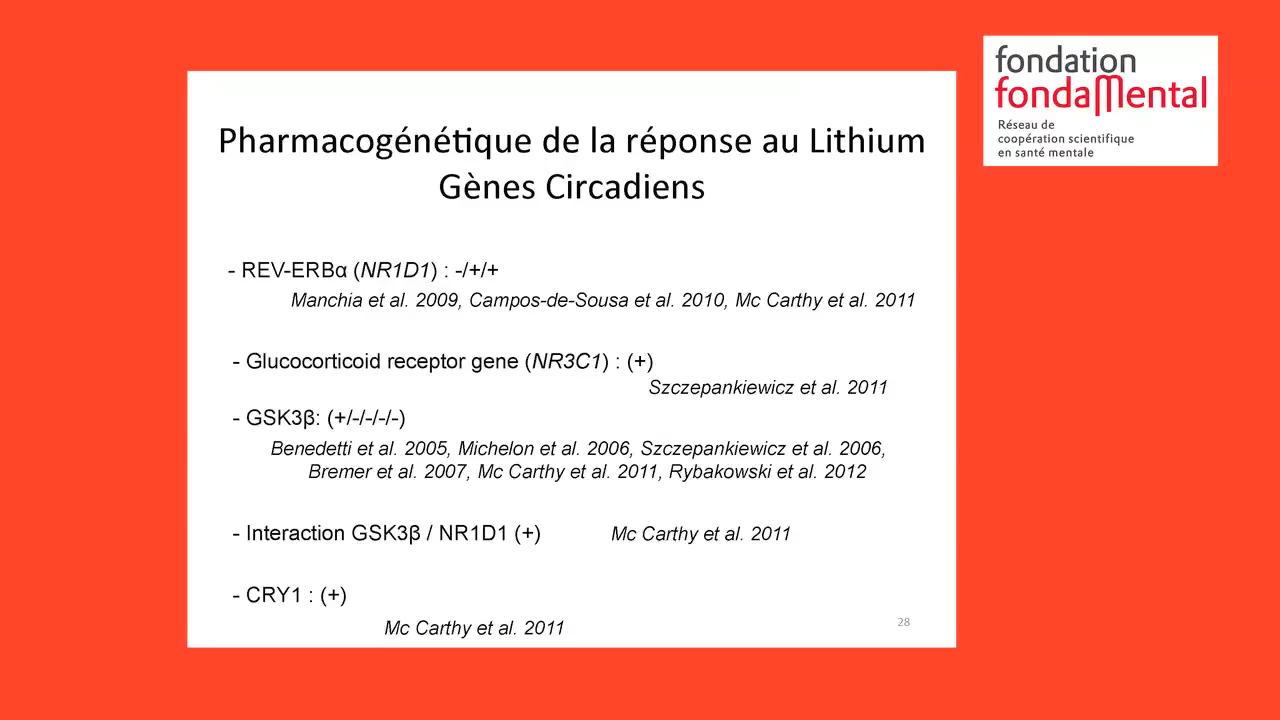 fondation
fondaMental
Réseau de
coopération scientifique
en santé mentale
Pharmacogénétique de la réponse au Lithium
Gènes Circadiens
- REV-ERBα (NR1D1) : -/+/+
Manchia et al. 2009, Campos-de-Sousa et al. 2010, Mc Carthy et al. 2011
- Glucocorticoid receptor gene (NR3C1) : (+)
Szczepankiewicz et al. 2011
- GSK3β: (+/-/-/-/-)
Benedetti et al. 2005, Michelon et al. 2006, Szczepankiewicz et al. 2006,
Bremer et al. 2007, Mc Carthy et al. 2011, Rybakowski et al. 2012
- Interaction GSK3β / NR1D1 (+) Mc Carthy et al. 2011
- CRY1 : (+)
Mc Carthy et al. 2011
28